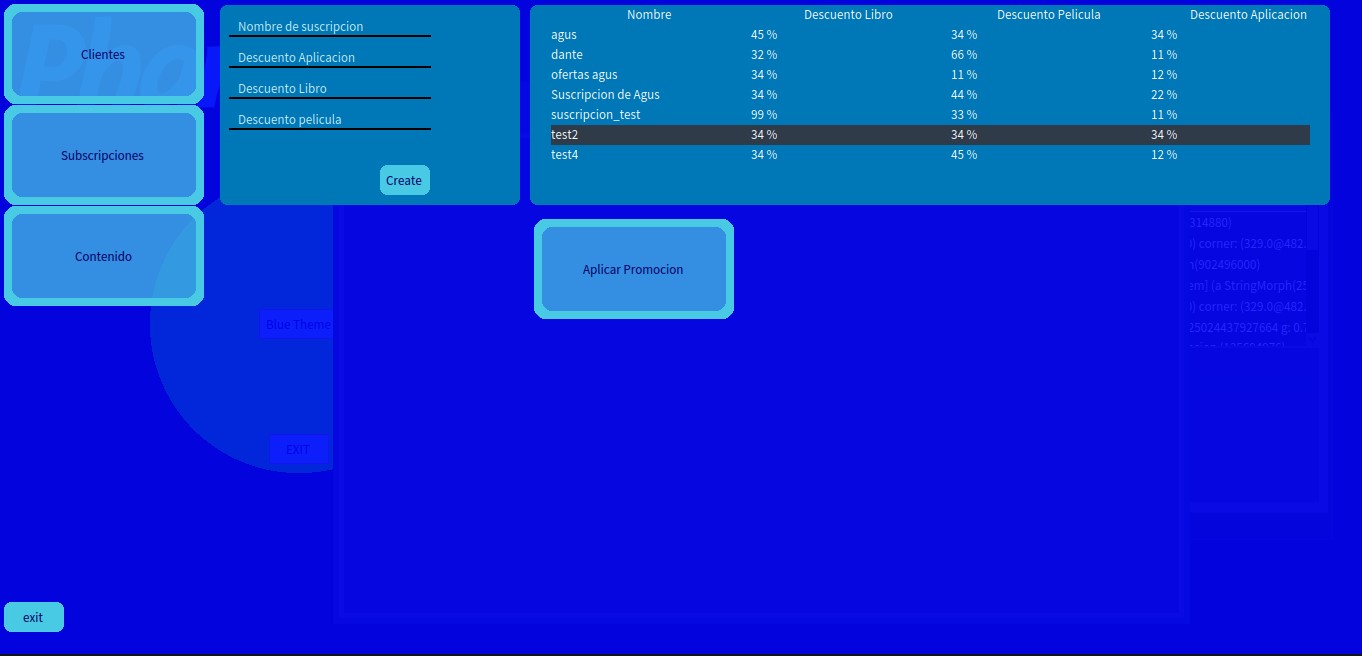 Clientes
Subscripciones
Contenido
exit
Nombre de suscripcion
Descuento Aplicacion
Descuento Libro
Descuento pelicula
Create
Nombre Descuento Libro Descuento Pelicula Descuento Aplicacion
agus 45 % 34 % 34 %
dante 32 % 66 % 11 %
ofertas agus 34 % 11 % 12 %
Suscripcion de Agus 34 % 44 % 22 %
suscripcion_test 99 % 33 % 11 %
test2 34 % 34 % 34 %
test4 34 % 45 % 12 %
Aplicar Promocion
Phar
Blue Theme
EXIT
314880)
) corner: (329.0@482.
n(902496000)
em] (a StringMorph(25
) corner: (329.0@482.
25024437927664 g: 0.